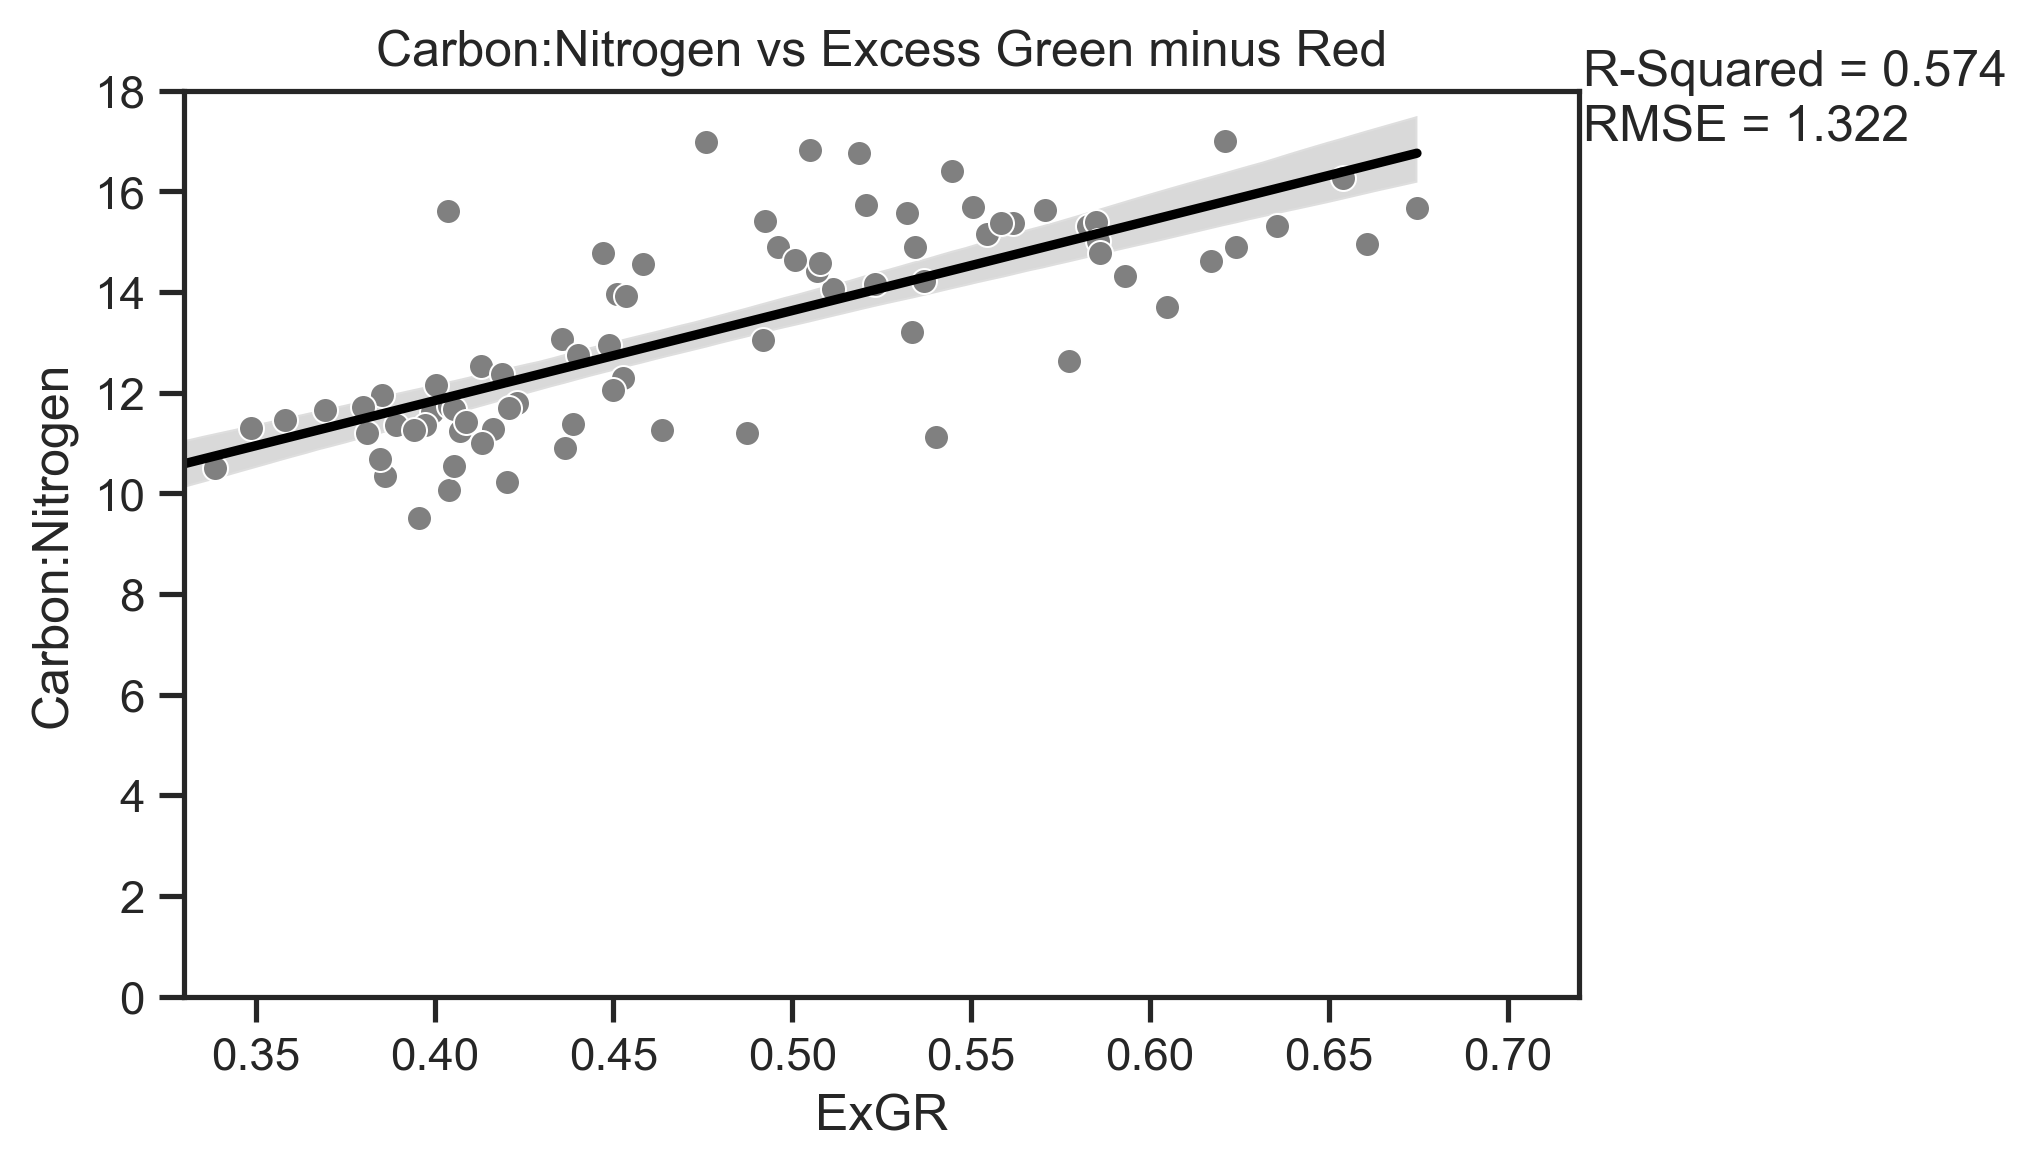 Carbon:Nitrogen vs Excess Green minus Red
R-Squared = 0.574
RMSE = 1.322
Carbon:Nitrogen
18
16
14
12
10
8
6
4
2
0
0.35 0.40 0.45 0.50 0.55 0.60 0.65 0.70
ExGR